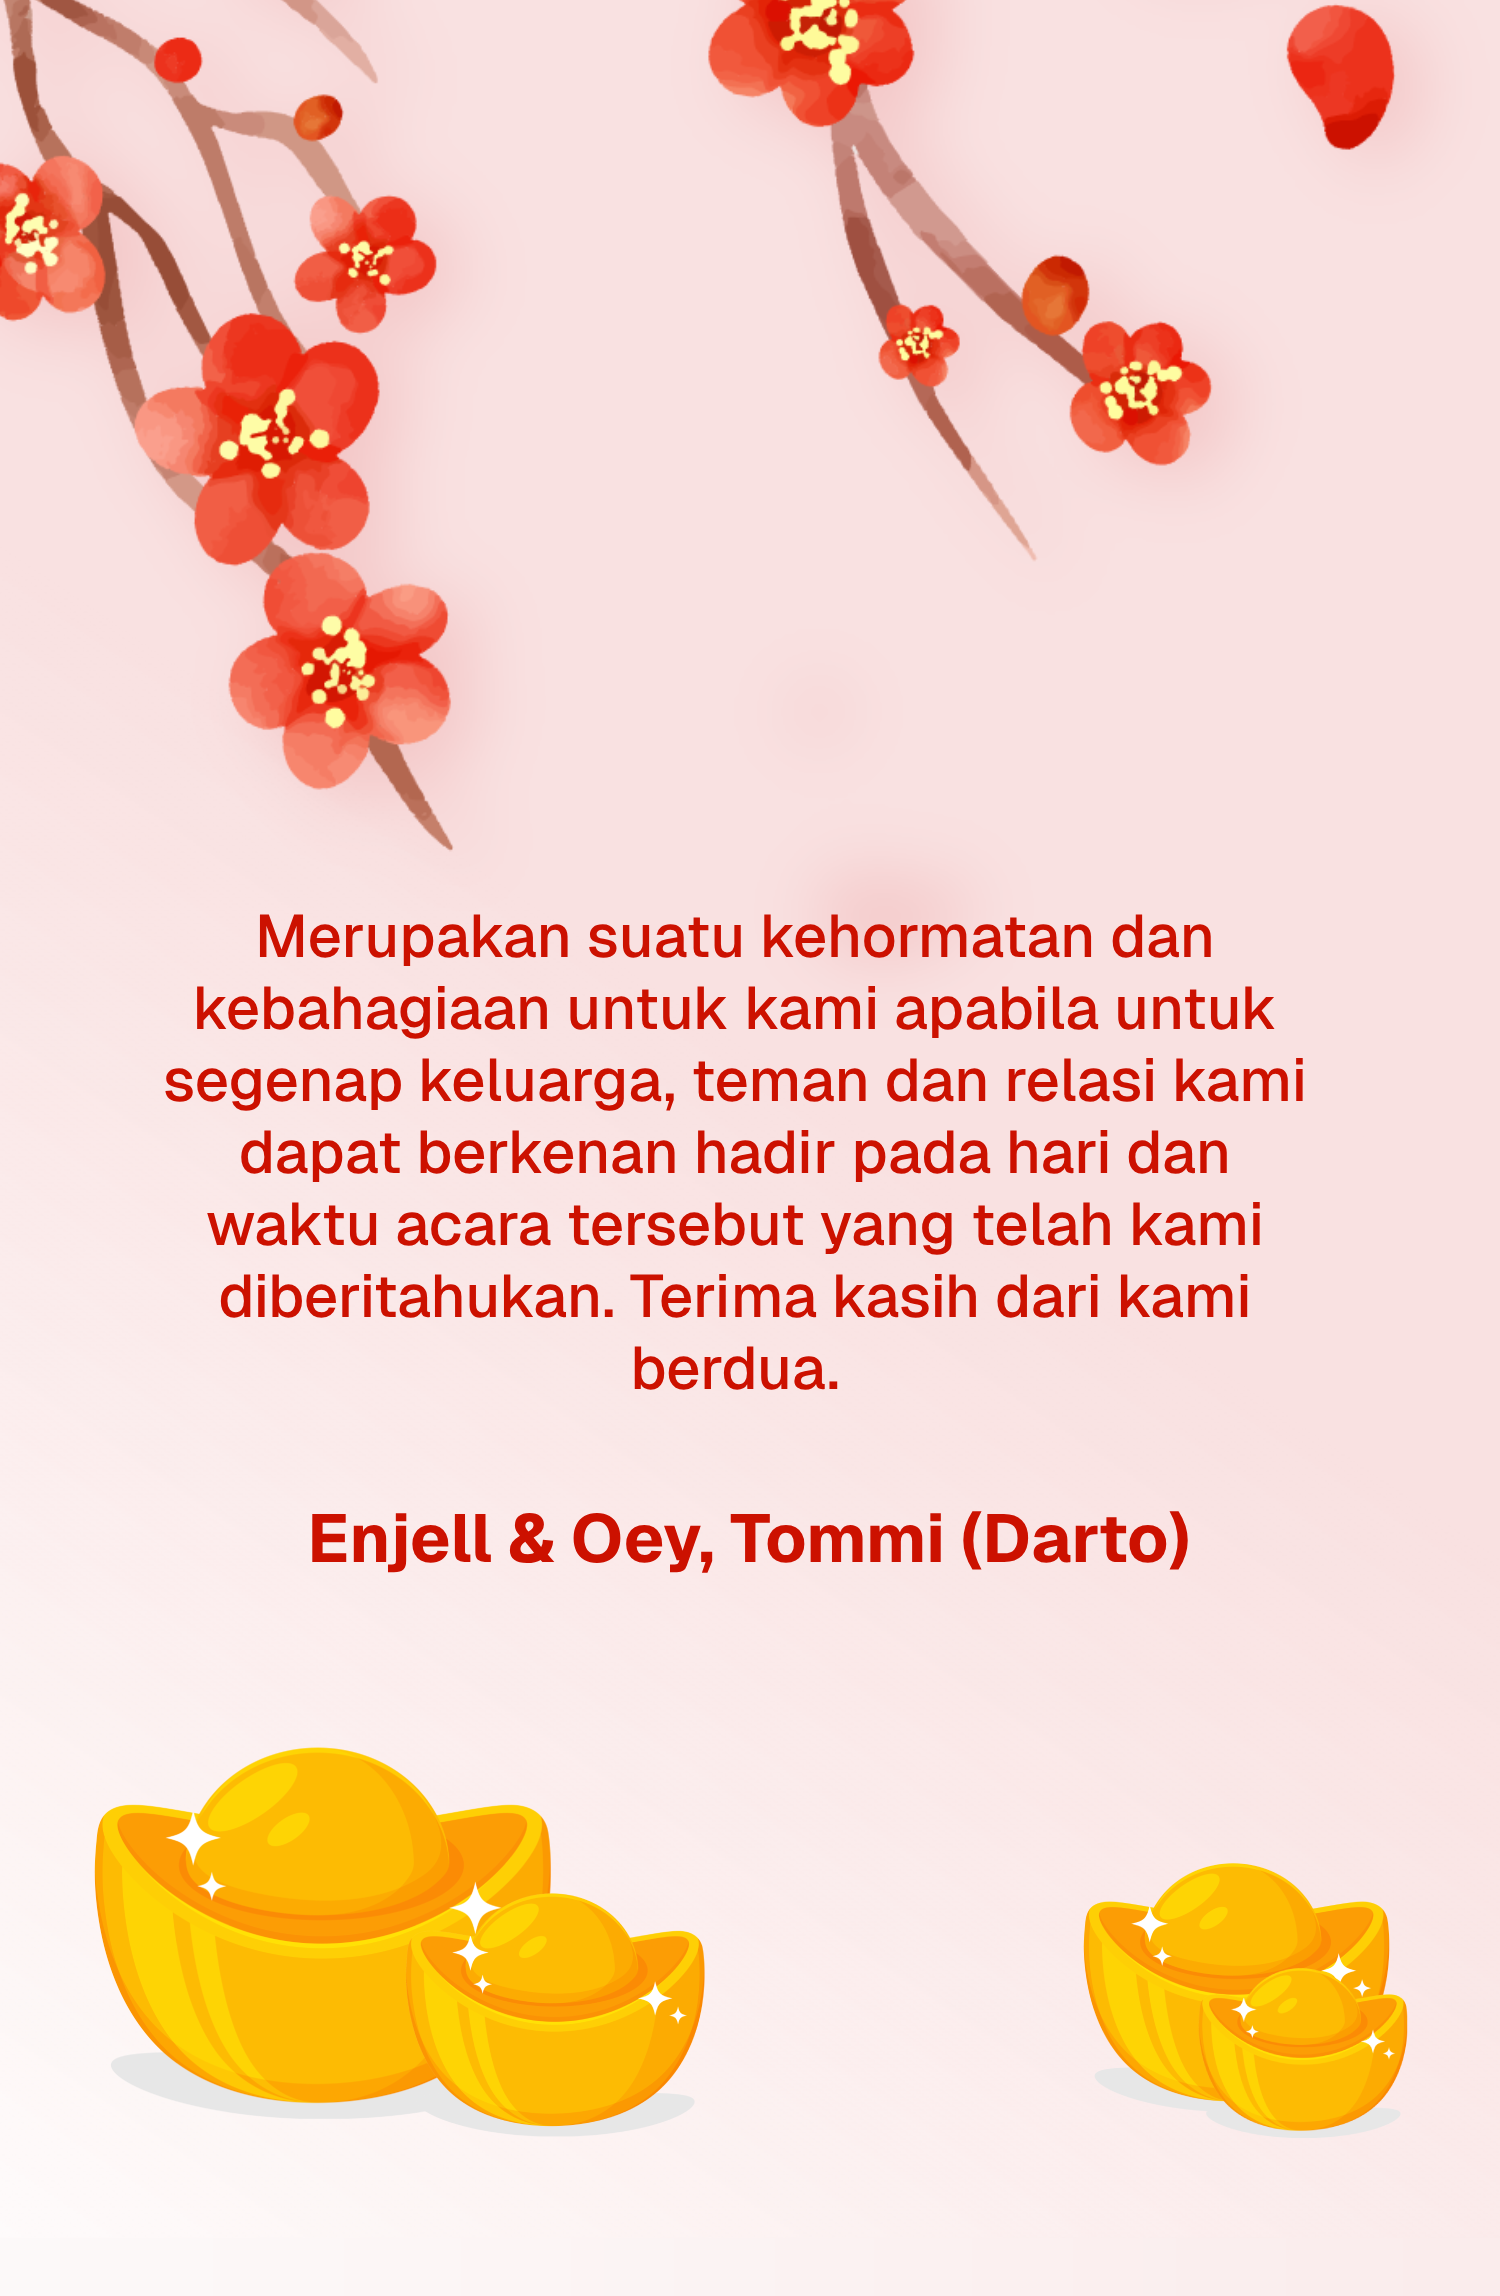 Merupakan suatu kehormatan dan
kebahagiaan untuk kami apabila untuk
segenap keluarga, teman dan relasi kami
dapat berkenan hadir pada hari dan
waktu acara tersebut yang telah kami
diberitahukan. Terima kasih dari kami
berdua.
Enjell & Oey, Tommi (Darto)